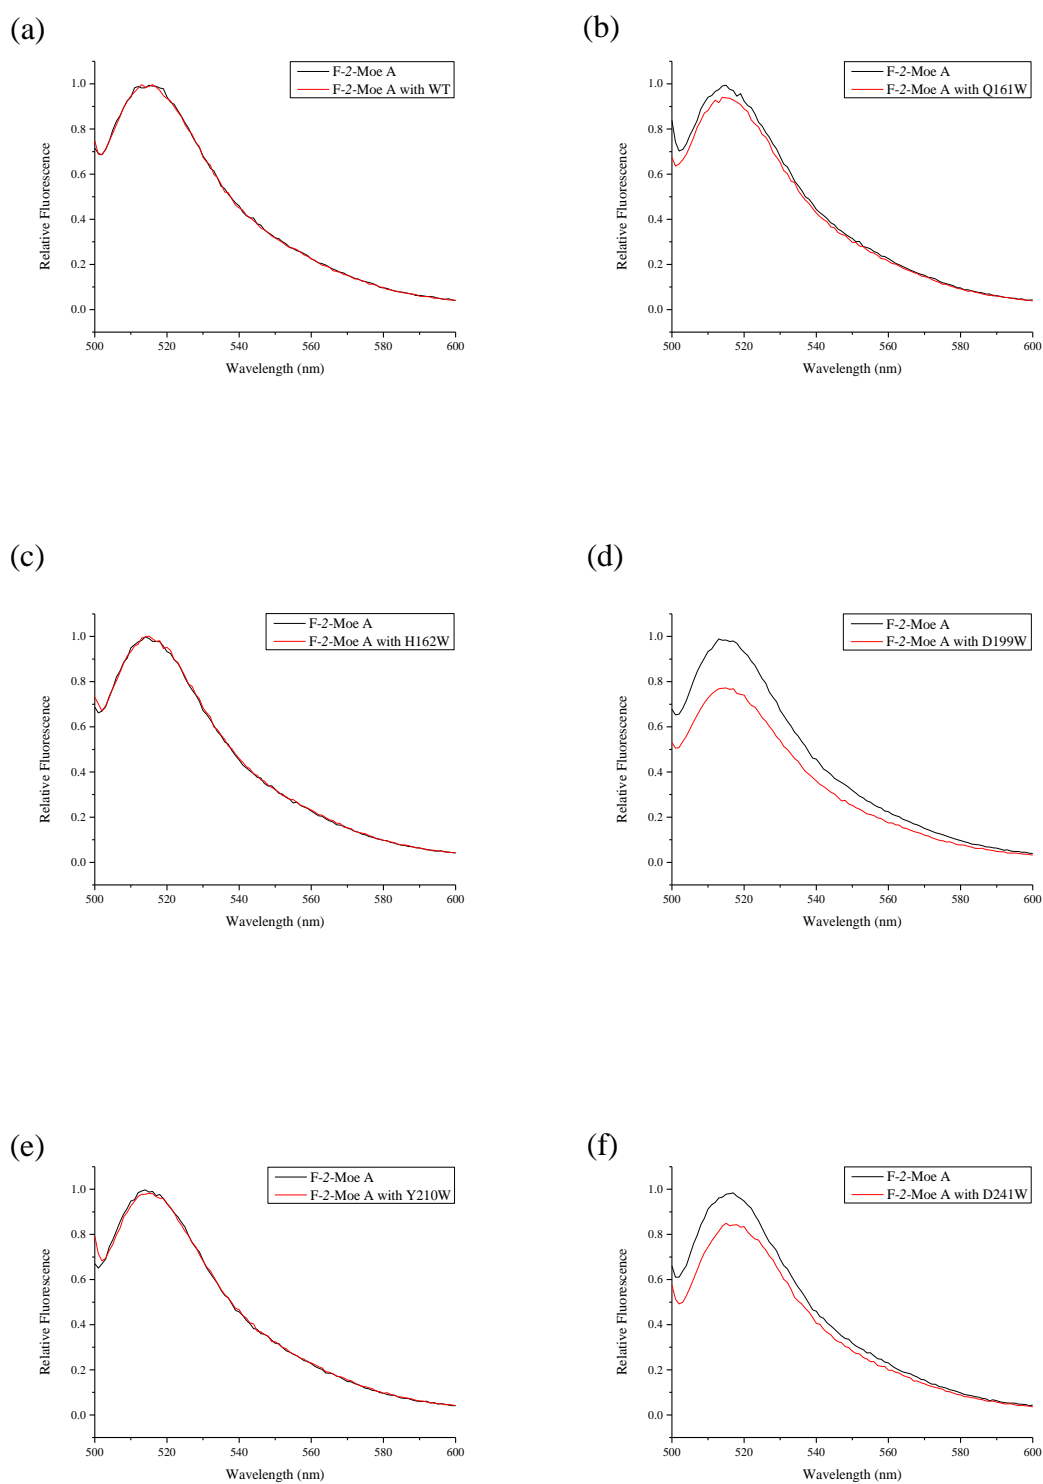 (a)
F-2-Moe A
F-2-Moe A with WT
1.0
0.8
0.6
0.4
0.2
0.0
Relative Fluorescence
500
520
540
560
580
600
Wavelength (nm)
(b)
F-2-Moe A
F-2-Moe A with Q161W
1.0
0.8
0.6
0.4
0.2
0.0
Relative Fluorescence
500
520
540
560
580
600
Wavelength (nm)
(c)
F-2-Moe A
F-2-Moe A with H162W
1.0
0.8
0.6
0.4
0.2
0.0
Relative Fluorescence
500
520
540
560
580
600
Wavelength (nm)
(d)
F-2-Moe A
F-2-Moe A with D199W
1.0
0.8
0.6
0.4
0.2
0.0
Relative Fluorescence
500
520
540
560
580
600
Wavelength (nm)
(e)
F-2-Moe A
F-2-Moe A with Y210W
1.0
0.8
0.6
0.4
0.2
0.0
Relative Fluorescence
500
520
540
560
580
600
Wavelength (nm)
(f)
F-2-Moe A
F-2-Moe A with D241W
1.0
0.8
0.6
0.4
0.2
0.0
Relative Fluorescence
500
520
540
560
580
600
Wavelength (nm)